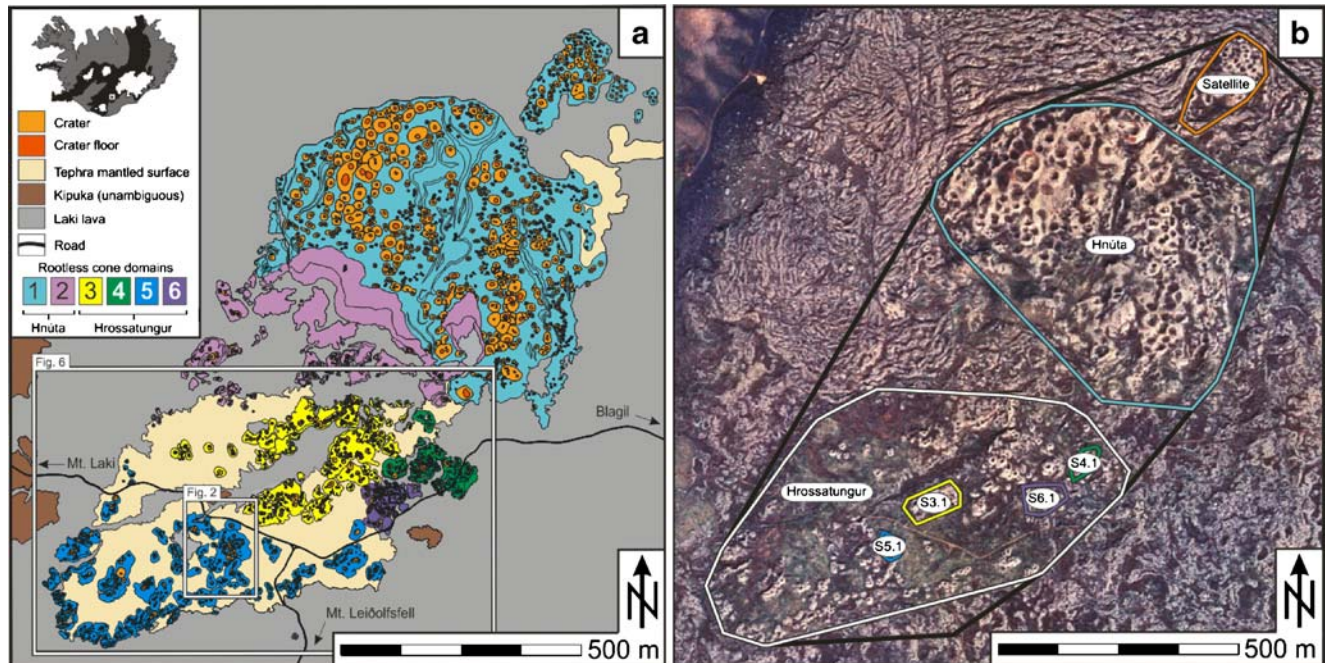 a
Crater
Crater floor
Tephra mantled surface
Kipuka (unambiguous)
Laki lava
Road
Rootless cone domains
1 2 3 4 5 6
Hnúta Hrossatungur
Fig. 6
Blagil
Mt. Laki
Fig. 2
Mt. Leiðolfsfell
N
500 m
b
Satellite
Hnúta
Hrossatungur
S4.1
S3.1
S6.1
S5.1
N
500 m